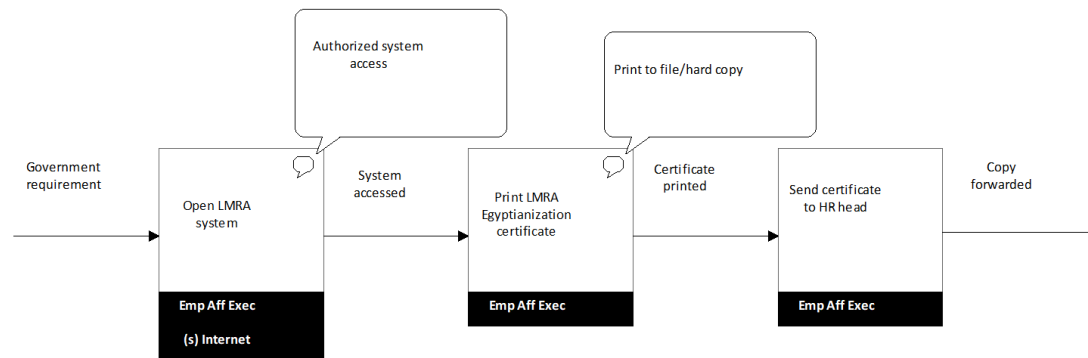 Authorized system
access
Print to file/hard copy
Government
requirement
System
accessed
Certificate
printed
Copy
forwarded
Open LMRA
system
Print LMRA
Egyptianization
certificate
Send certificate
to HR head
Emp Aff Exec
(s) Internet
Emp Aff Exec
Emp Aff Exec